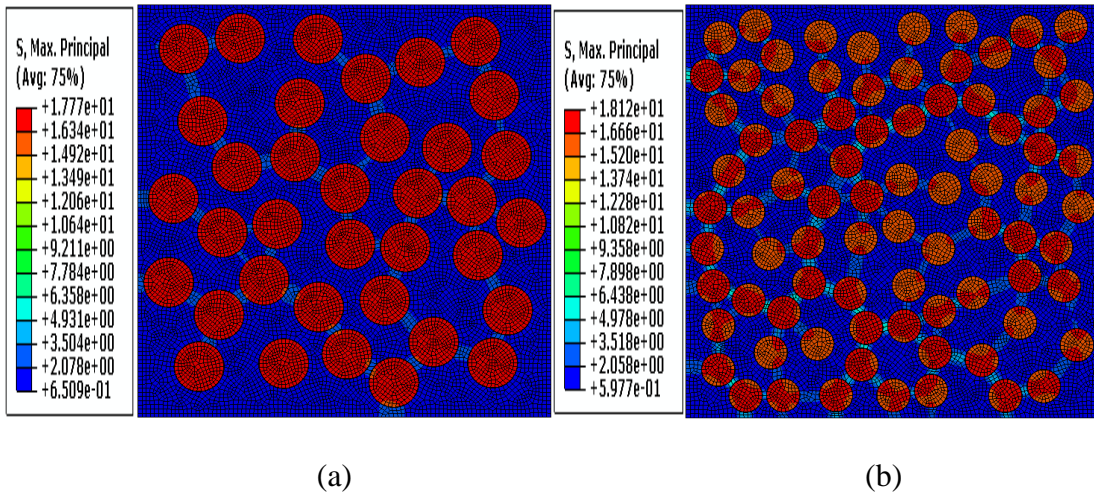 S, Max. Principal
(Avg: 75%)
+1.777e+01
+1.634e+01
+1.492e+01
+1.349e+01
+1.206e+01
+1.064e+01
+9.211e+00
+7.784e+00
+6.358e+00
+4.931e+00
+3.504e+00
+2.078e+00
+6.509e-01
S, Max. Principal
(Avg: 75%)
+1.812e+01
+1.666e+01
+1.520e+01
+1.374e+01
+1.228e+01
+1.082e+01
+9.358e+00
+7.898e+00
+6.438e+00
+4.978e+00
+3.518e+00
+2.058e+00
+5.977e-01
(a)
(b)